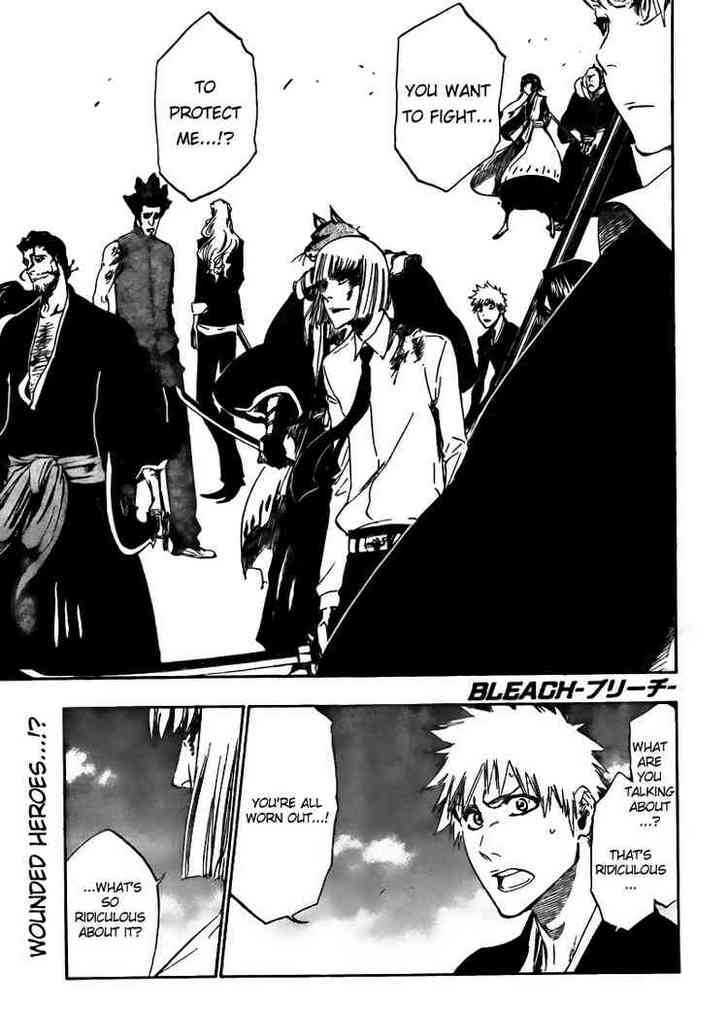 YOU WANT
TO FIGHT...
TO
PROTECT
ME...!?
BLEACH-ブリーチ-
WHAT
ARE
YOU
TALKING
ABOUT
...?
THAT'S
RIDICULOUS
...
YOU'RE ALL
WORN OUT...!
...WHAT'S
SO
RIDICULOUS
ABOUT IT?
WOUNDED HEROES...!?